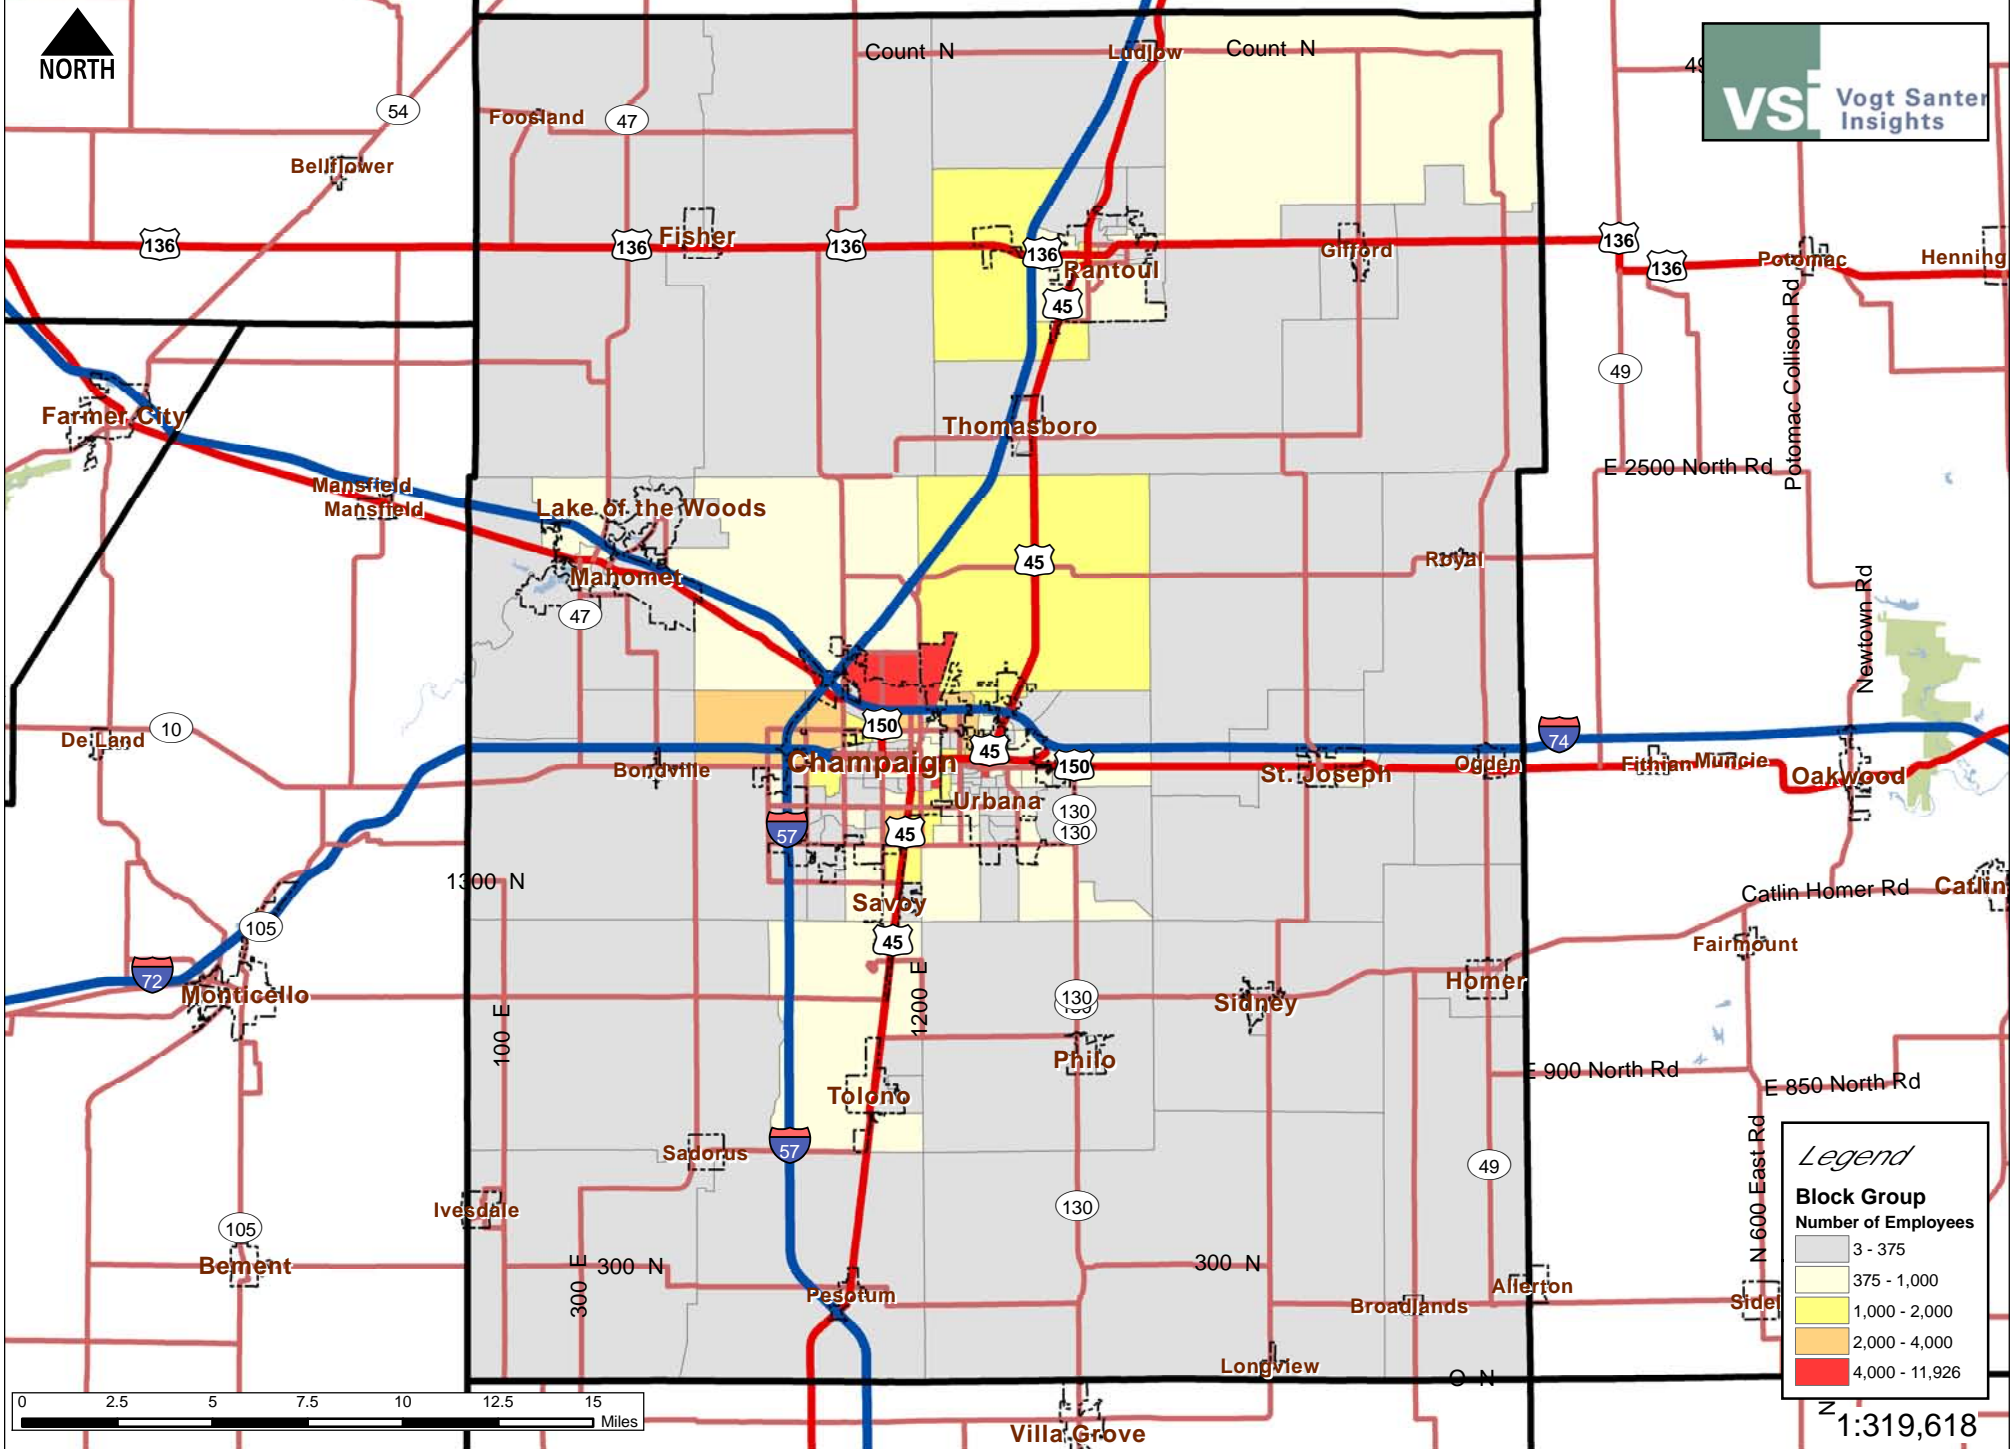 NORTH
VSi Vogt Santer
Insights
Count N
Ludlow
Count N
49
54
Foosland
47
Bellflower
136
136
Fisher
136
136
Rantoul
45
Gifford
136
136
Potomac
Henning
Potomac Collison Rd
49
Farmer City
Thomasboro
E 2500 North Rd
Mansfield
Mansfield
Lake of the Woods
45
Royal
Mahomet
47
Newtown Rd
De Land
10
150
45
150
74
Bondville
Champaign
St. Joseph
Ogden
Fithian
Muncie
Oakwood
Urbana
130
130
57
45
1300 N
Savoy
Catlin Homer Rd
Catlin
105
45
Fairmount
72
Monticello
1200 E
130
Sidney
Homer
100 E
Philo
E 900 North Rd
E 850 North Rd
Tolono
57
Sadorus
49
N 600 East Rd
Ivesdale
130
105
Bement
300 E
300 N
300 N
Pesotum
Broadlands
Allerton
Sidel
Longview
O N
Villa Grove
Legend
Block Group
Number of Employees
3 - 375
375 - 1,000
1,000 - 2,000
2,000 - 4,000
4,000 - 11,926
0 2.5 5 7.5 10 12.5 15
Miles
N
1:319,618